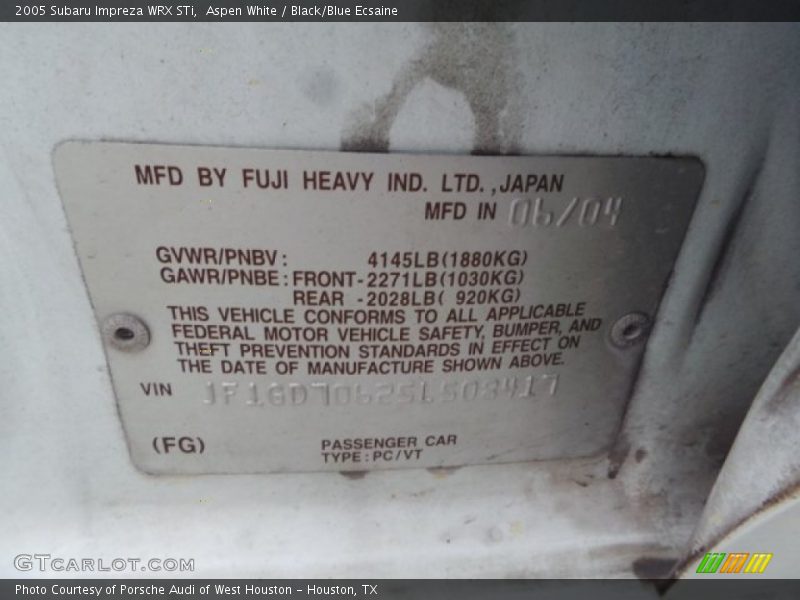 2005 Subaru Impreza WRX STi, Aspen White / Black/Blue Ecsaine
MFD BY FUJI HEAVY IND. LTD.,JAPAN
MFD IN 06/04
GVWR/PNBV: 4145LB(1880KG)
GAWR/PNBE:FRONT-2271LB(1030KG)
REAR -2028LB( 920KG)
THIS VEHICLE CONFORMS TO ALL APPLICABLE
FEDERAL MOTOR VEHICLE SAFETY, BUMPER, AND
THEFT PREVENTION STANDARDS IN EFFECT ON
THE DATE OF MANUFACTURE SHOWN ABOVE.
VIN JF1GD70625L508417
(FG) PASSENGER CAR
TYPE:PC/VT
GTCARLOT.COM
Photo Courtesy of Porsche Audi of West Houston - Houston, TX